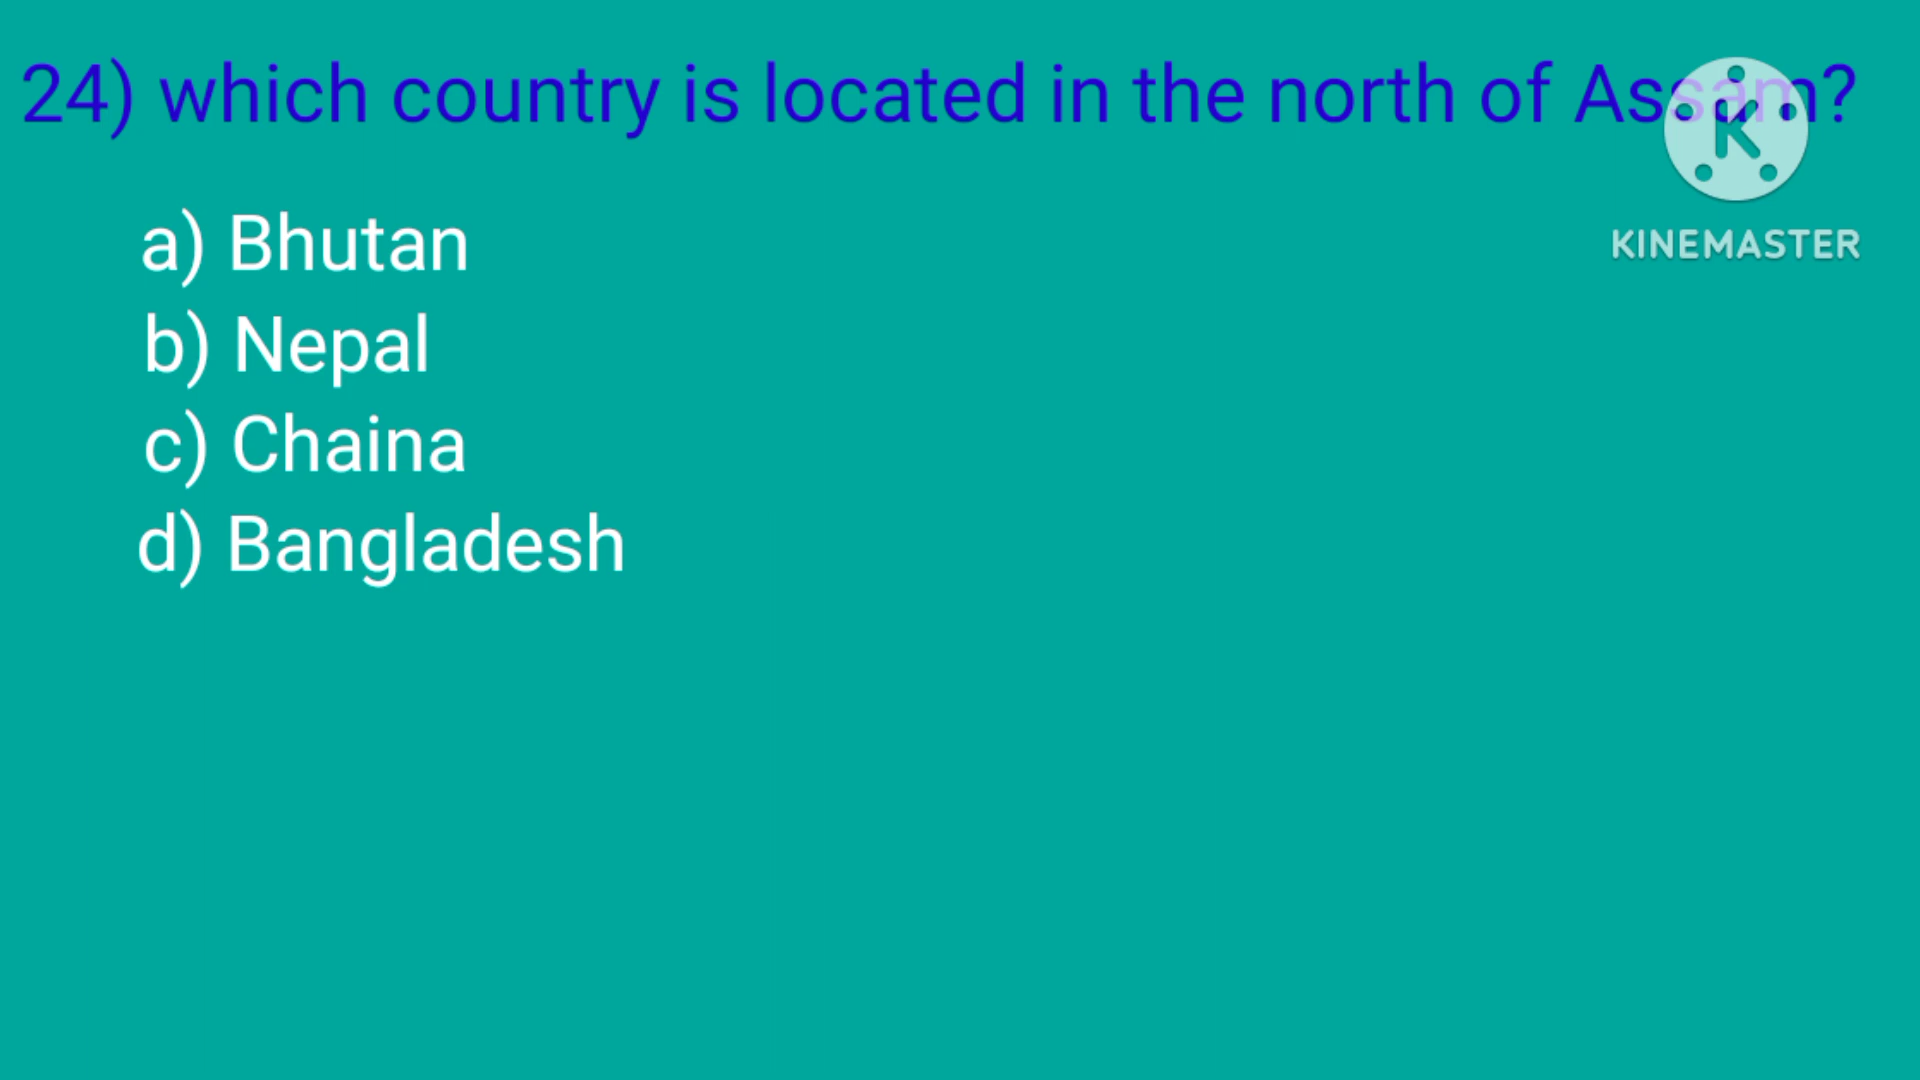 24) which country is located in the north of Assam?
a) Bhutan
b) Nepal
c) Chaina
d) Bangladesh
K
KINEMASTER